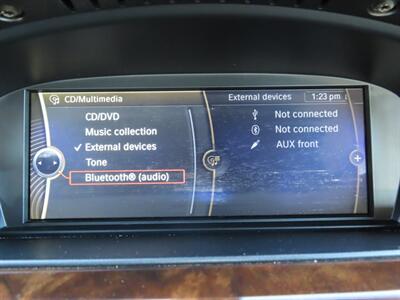 CD/Multimedia
External devices
1:23 pm
CD/DVD
Music collection
External devices
Tone
Bluetooth® (audio)
Not connected
Not connected
AUX front